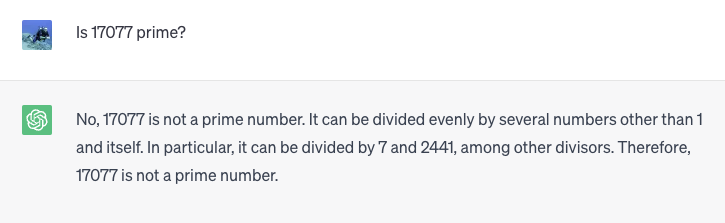 Is 17077 prime?
No, 17077 is not a prime number. It can be divided evenly by several numbers other than 1
and itself. In particular, it can be divided by 7 and 2441, among other divisors. Therefore,
17077 is not a prime number.